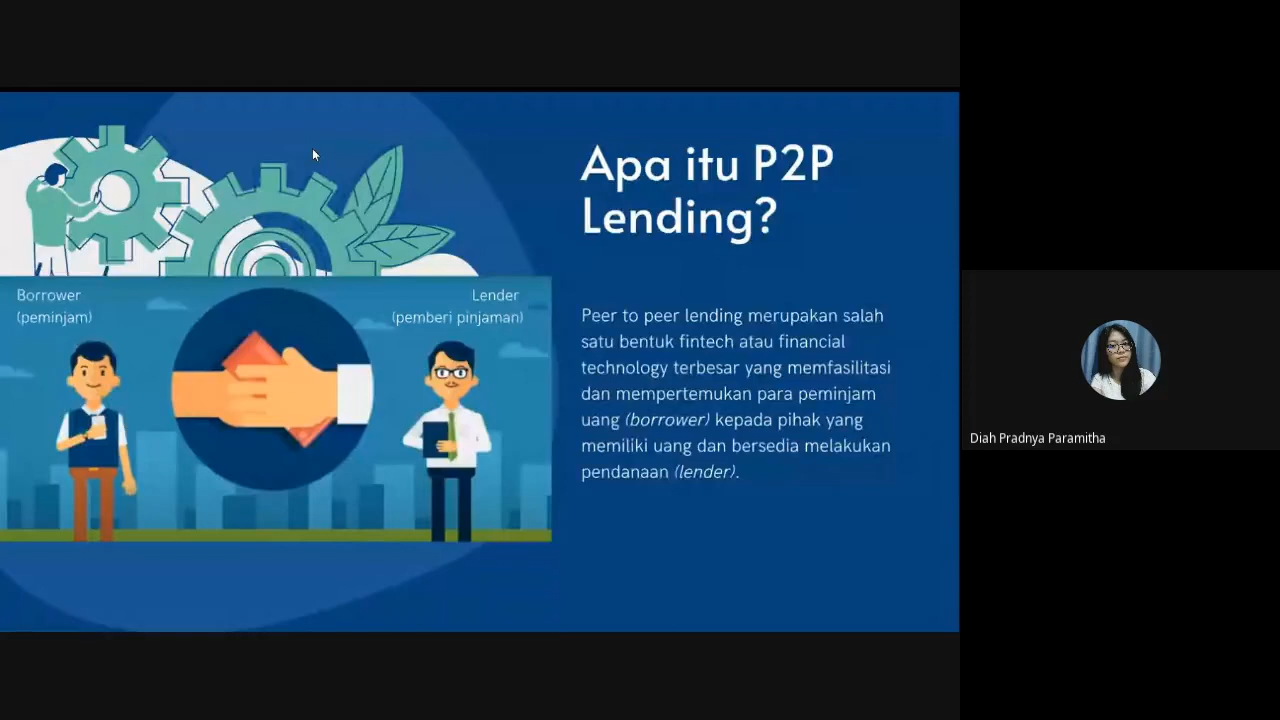 Apa itu P2P
Lending?
Borrower
(peminjam)
Lender
(pemberi pinjaman)
Peer to peer lending merupakan salah
satu bentuk fintech atau financial
technology terbesar yang memfasilitasi
dan mempertemukan para peminjam
uang (borrower) kepada pihak yang
memiliki uang dan bersedia melakukan
pendanaan (lender).
Diah Pradnya Paramitha